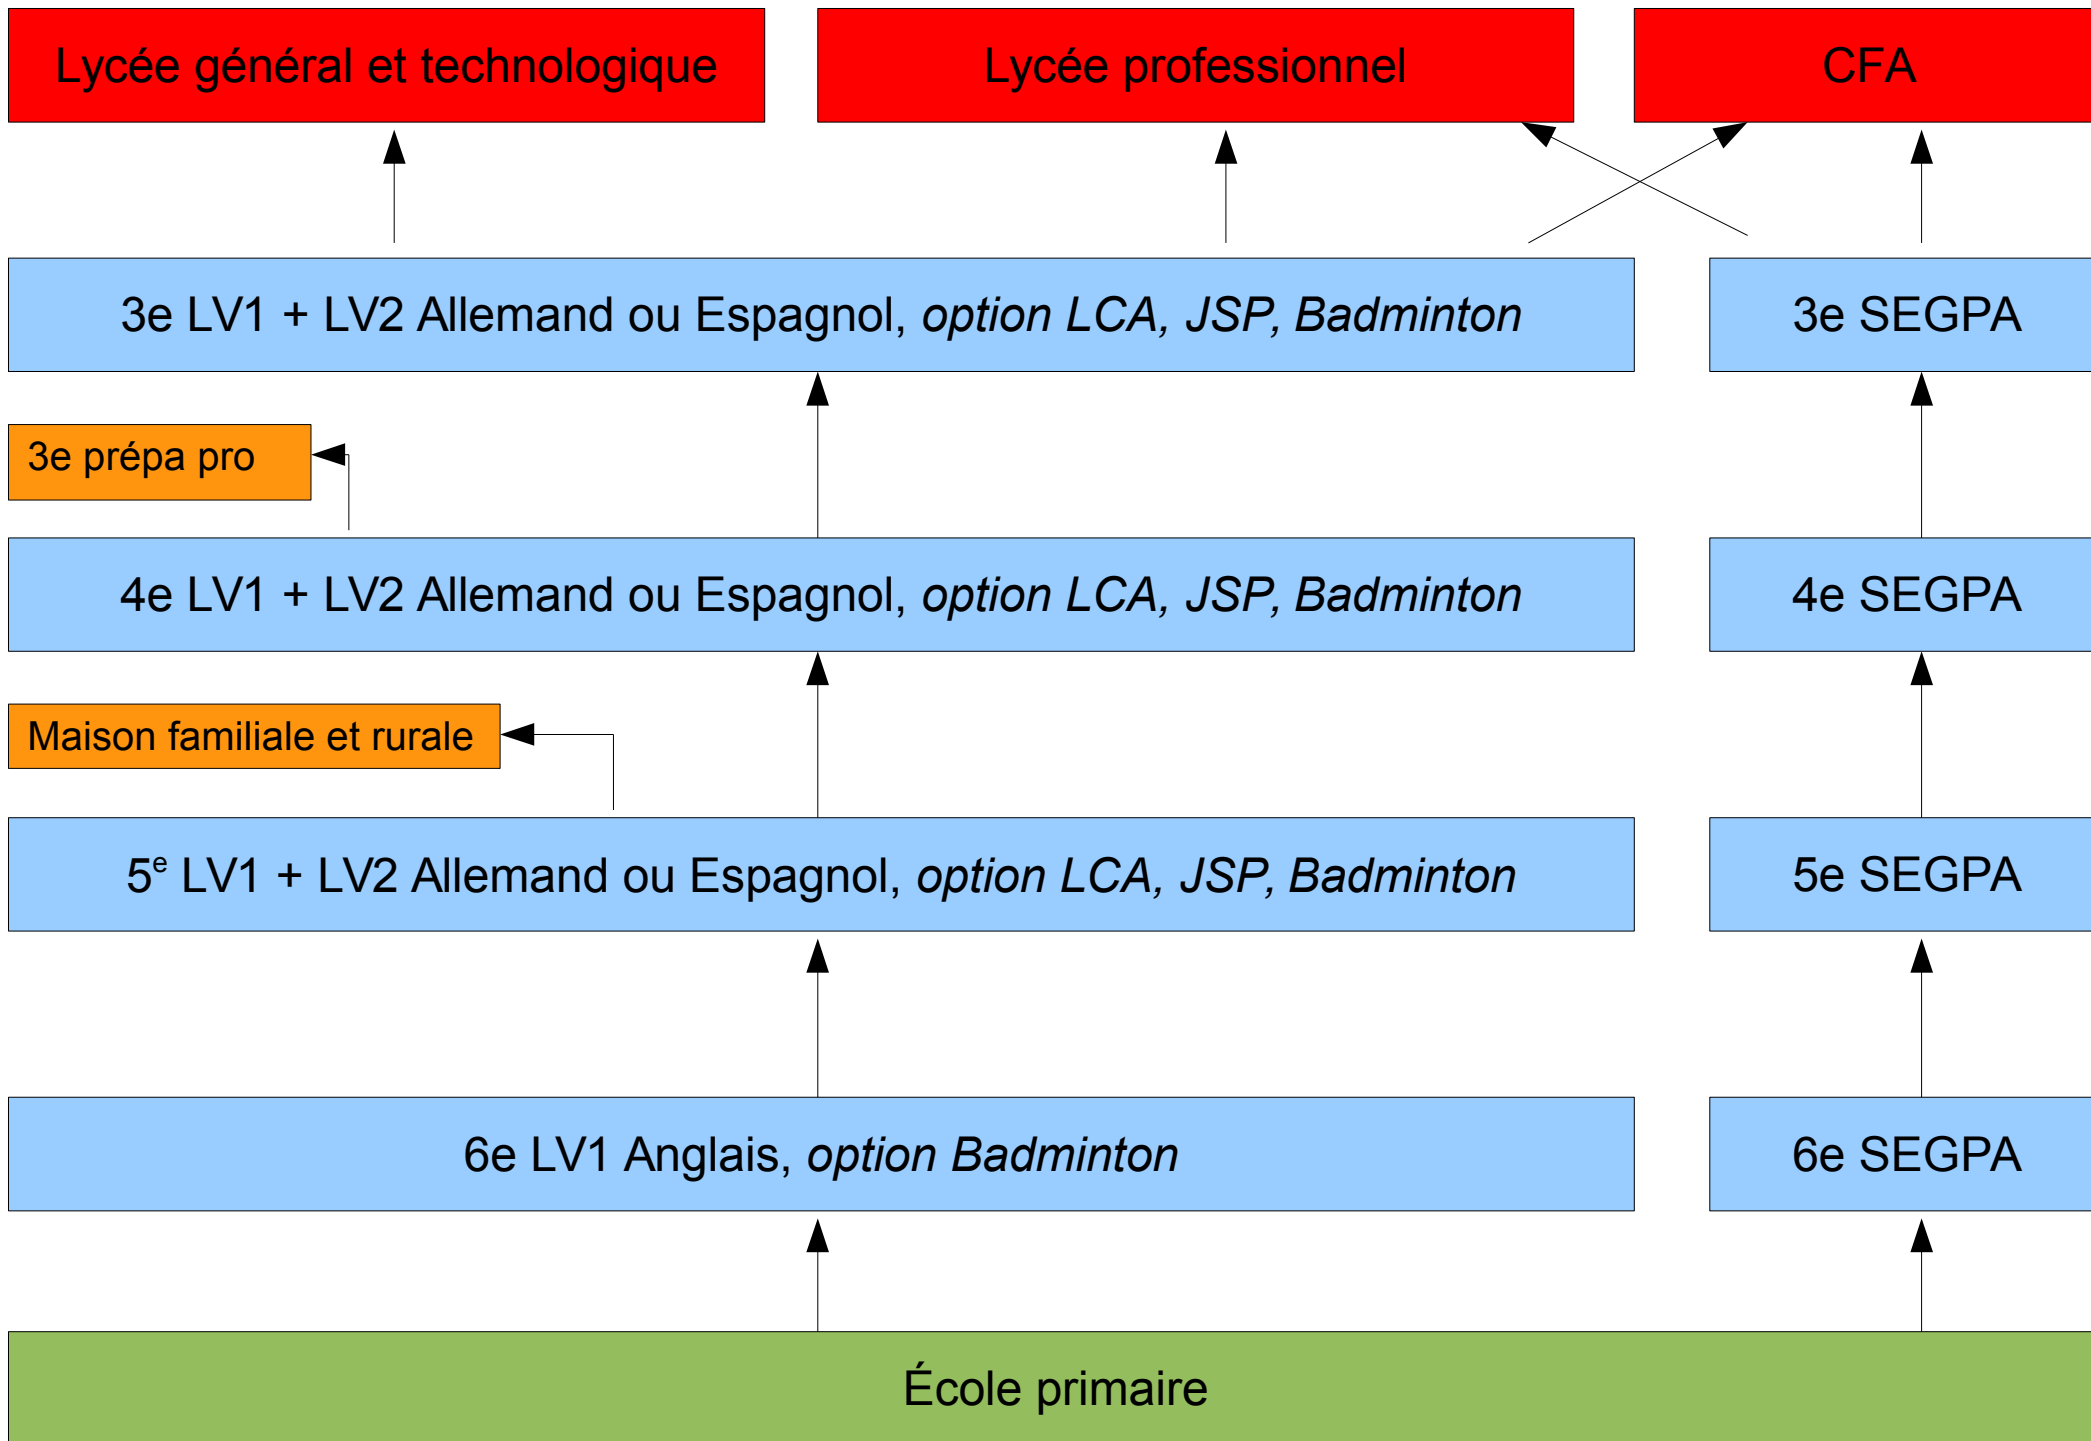 Lycée général et technologique
Lycée professionnel
CFA
3e LV1 + LV2 Allemand ou Espagnol, option LCA, JSP, Badminton
3e SEGPA
3e prépa pro
4e LV1 + LV2 Allemand ou Espagnol, option LCA, JSP, Badminton
4e SEGPA
Maison familiale et rurale
5e LV1 + LV2 Allemand ou Espagnol, option LCA, JSP, Badminton
5e SEGPA
6e LV1 Anglais, option Badminton
6e SEGPA
École primaire